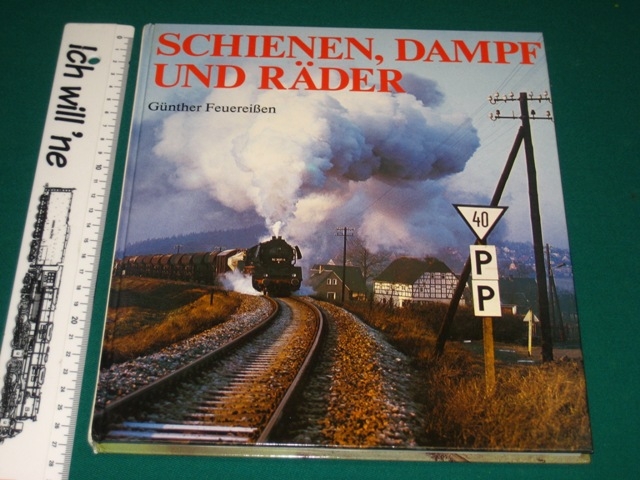 SCHIENEN, DAMPF
UND RÄDER
Günther Feuereißen
40
P
P
Ich will'ne